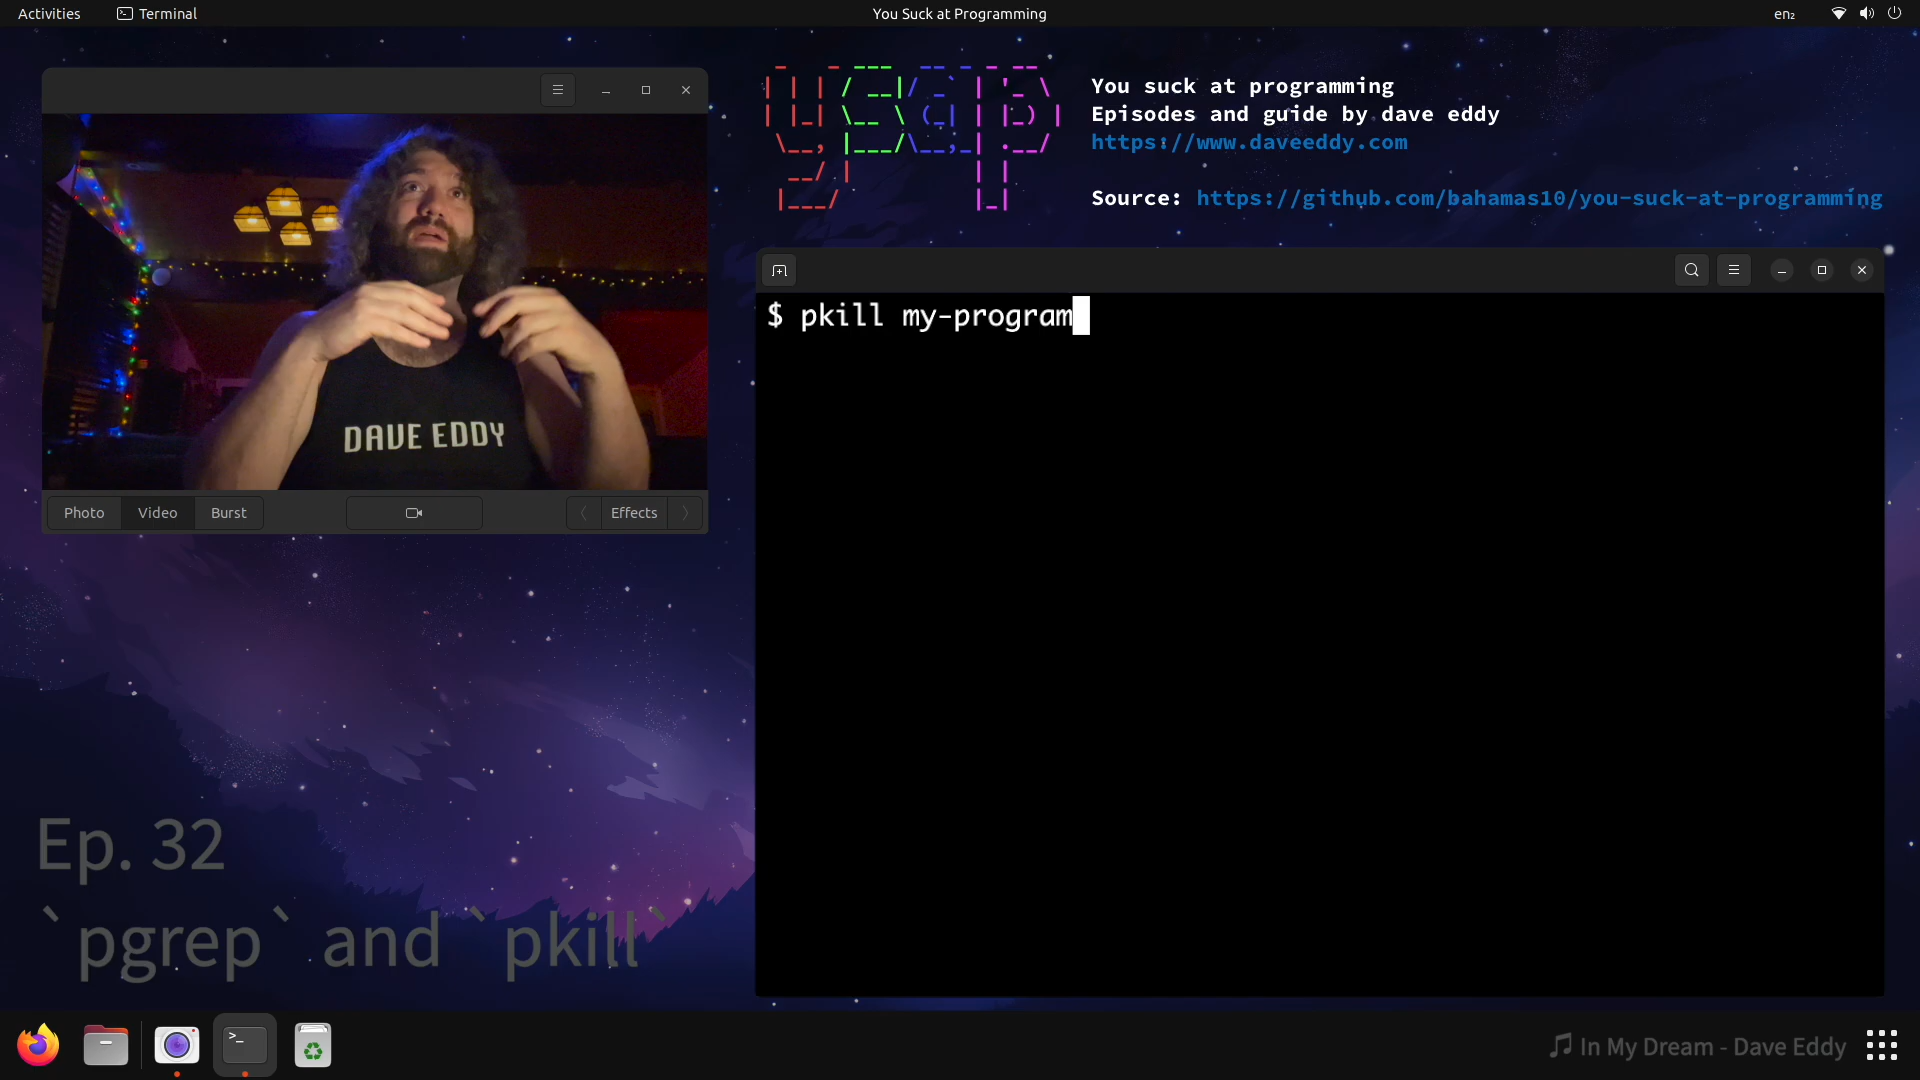 Activities
Terminal
You Suck at Programming
en₂
You suck at programming
Episodes and guide by dave eddy
https://www.daveeddy.com
Source: https://github.com/bahamas10/you-suck-at-programming
$ pkill my-program
DAVE EDDY
Photo
Video
Burst
Effects
Ep. 32
`pgrep` and `pkill`
In My Dream - Dave Eddy